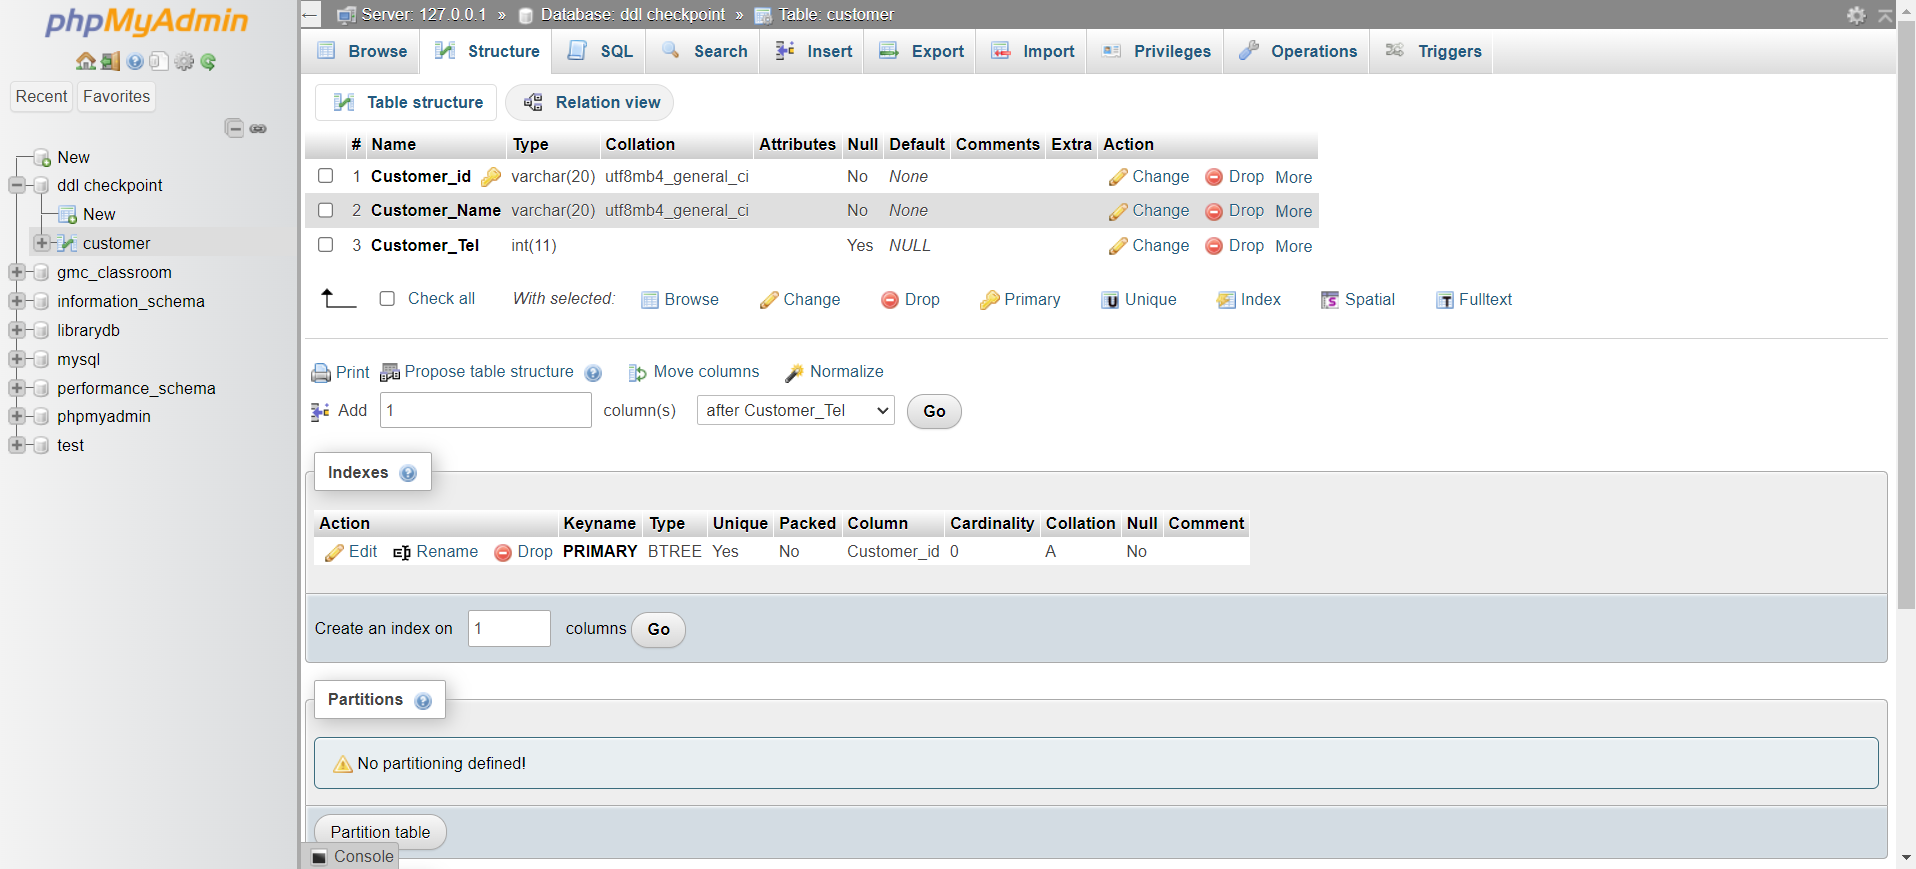 phpMyAdmin
Recent Favorites
New
ddl checkpoint
New
customer
gmc_classroom
information_schema
librarydb
mysql
performance_schema
phpmyadmin
test
Server: 127.0.0.1 » Database: ddl checkpoint » Table: customer
Browse Structure SQL Search Insert Export Import Privileges Operations Triggers
Table structure Relation view
# Name Type Collation Attributes Null Default Comments Extra Action
1 Customer_id varchar(20) utf8mb4_general_ci No None Change Drop More
2 Customer_Name varchar(20) utf8mb4_general_ci No None Change Drop More
3 Customer_Tel int(11) Yes NULL Change Drop More
Check all With selected: Browse Change Drop Primary Unique Index Spatial Fulltext
Print Propose table structure Move columns Normalize
Add 1 column(s) after Customer_Tel Go
Indexes
Action Keyname Type Unique Packed Column Cardinality Collation Null Comment
Edit Rename Drop PRIMARY BTREE Yes No Customer_id 0 A No
Create an index on 1 columns Go
Partitions
No partitioning defined!
Partition table
Console